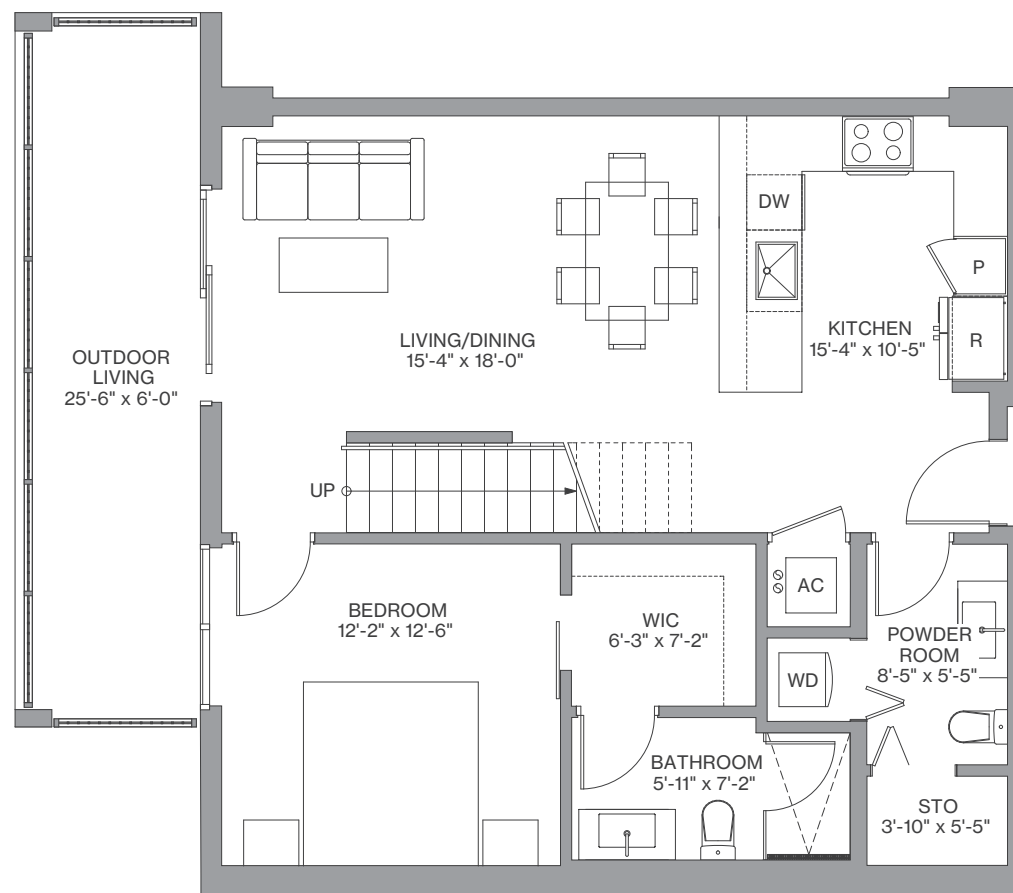 DW
P
R
KITCHEN
15'-4" x 10'-5"
LIVING/DINING
15'-4" x 18'-0"
OUTDOOR
LIVING
25'-6" x 6'-0"
UP
AC
BEDROOM
12'-2" x 12'-6"
WIC
6'-3" x 7'-2"
POWDER
ROOM
8'-5" x 5'-5"
WD
BATHROOM
5'-11" x 7'-2"
STO
3'-10" x 5'-5"